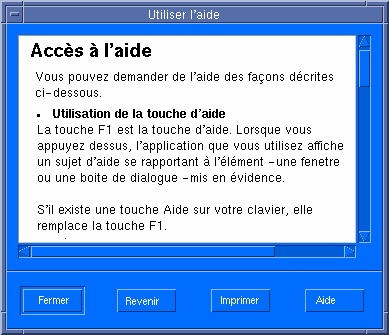 Utiliser l'aide
Accès à l'aide
Vous pouvez demander de l'aide des façons décrites
ci-dessous.
• Utilisation de la touche d'aide
La touche F1 est la touche d'aide. Lorsque vous
appuyez dessus, l'application que vous utilisez affiche
un sujet d'aide se rapportant à l'élément -une fenetre
ou une boite de dialogue -mis en évidence.
S'il existe une touche Aide sur votre clavier, elle
remplace la touche F1.
Fermer
Revenir
Imprimer
Aide